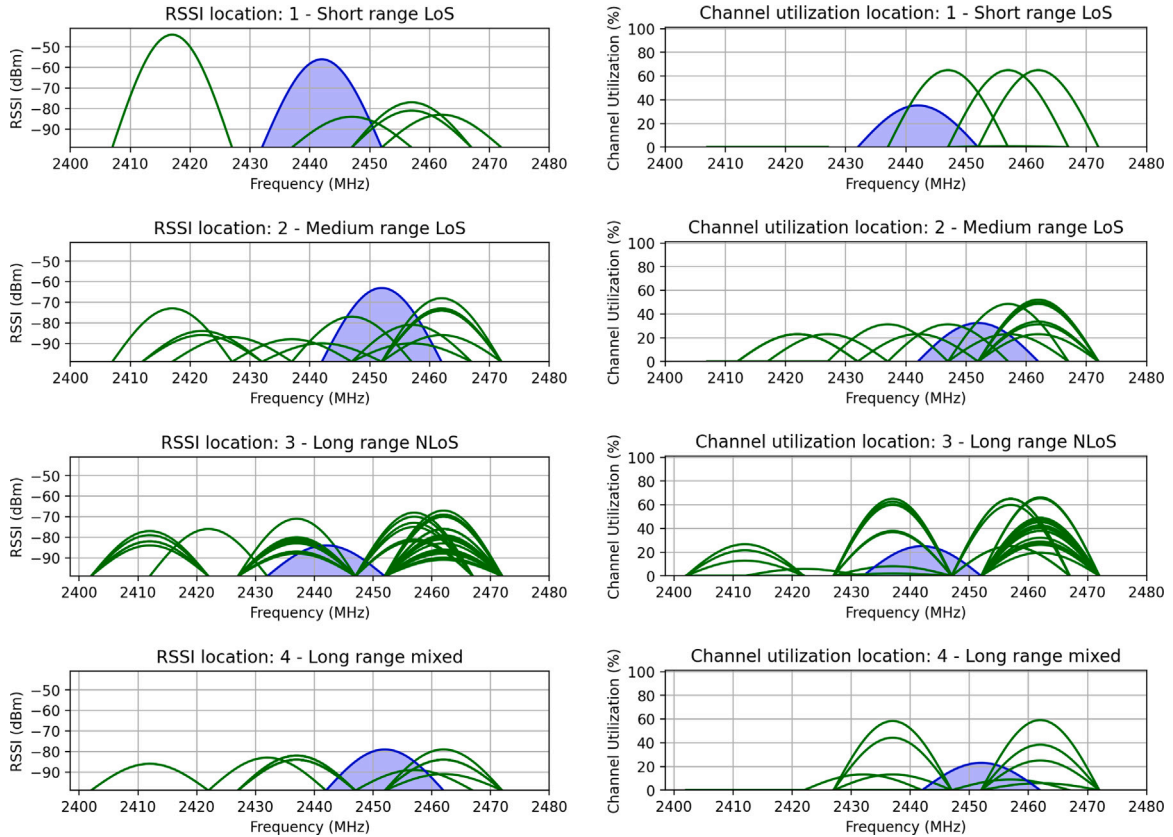 RSSI location: 1 - Short range LoS
RSSI (dBm)
−50
−60
−70
−80
−90
2400 2410 2420 2430 2440 2450 2460 2470 2480
Frequency (MHz)
Channel utilization location: 1 - Short range LoS
Channel Utilization (%)
100
80
60
40
20
0
2400 2410 2420 2430 2440 2450 2460 2470 2480
Frequency (MHz)
RSSI location: 2 - Medium range LoS
RSSI (dBm)
−50
−60
−70
−80
−90
2400 2410 2420 2430 2440 2450 2460 2470 2480
Frequency (MHz)
Channel utilization location: 2 - Medium range LoS
Channel Utilization (%)
100
80
60
40
20
0
2400 2410 2420 2430 2440 2450 2460 2470 2480
Frequency (MHz)
RSSI location: 3 - Long range NLoS
RSSI (dBm)
−50
−60
−70
−80
−90
2400 2410 2420 2430 2440 2450 2460 2470 2480
Frequency (MHz)
Channel utilization location: 3 - Long range NLoS
Channel Utilization (%)
100
80
60
40
20
0
2400 2410 2420 2430 2440 2450 2460 2470 2480
Frequency (MHz)
RSSI location: 4 - Long range mixed
RSSI (dBm)
−50
−60
−70
−80
−90
2400 2410 2420 2430 2440 2450 2460 2470 2480
Frequency (MHz)
Channel utilization location: 4 - Long range mixed
Channel Utilization (%)
100
80
60
40
20
0
2400 2410 2420 2430 2440 2450 2460 2470 2480
Frequency (MHz)